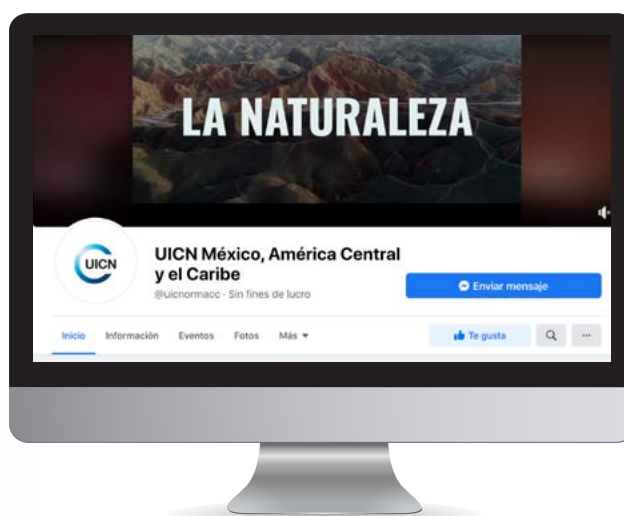 LA NATURALEZA
UICN
UICN México, América Central
y el Caribe
@uicnormacc · Sin fines de lucro
Enviar mensaje
Inicio Información Eventos Fotos Más
Te gusta